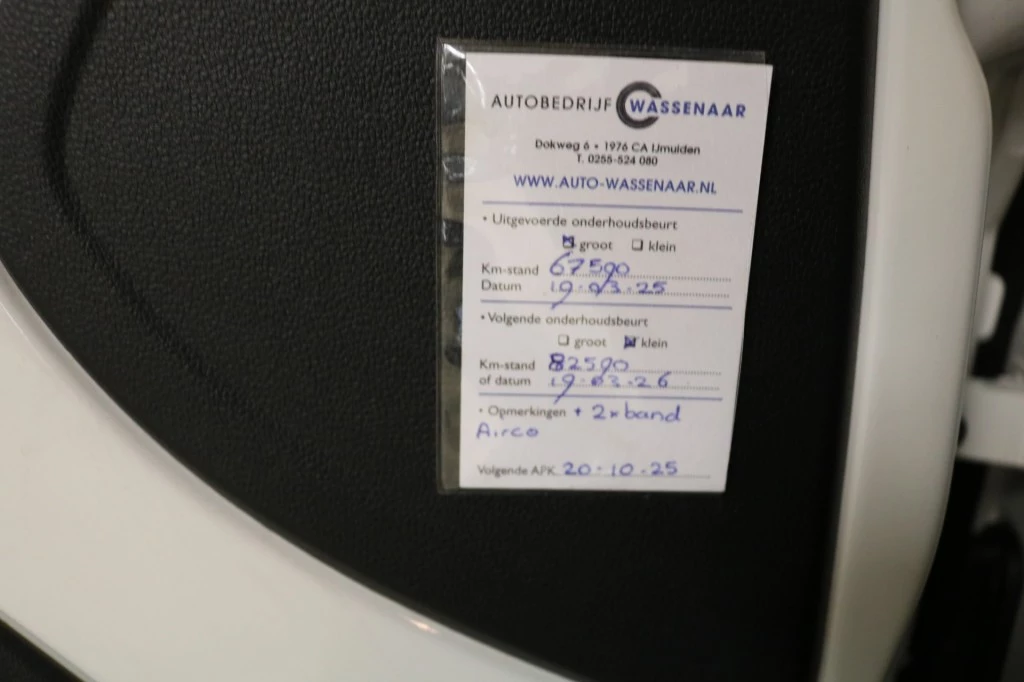 AUTOBEDRIJF WASSENAAR
Dokweg 6 • 1976 CA IJmuiden
T. 0255-524 080
WWW.AUTO-WASSENAAR.NL
• Uitgevoerde onderhoudsbeurt
groot klein
Km-stand 67590
Datum 19-03-25
• Volgende onderhoudsbeurt
groot klein
Km-stand 82590
of datum 19-03-26
• Opmerkingen + 2x band
Airco
Volgende APK 20-10-25